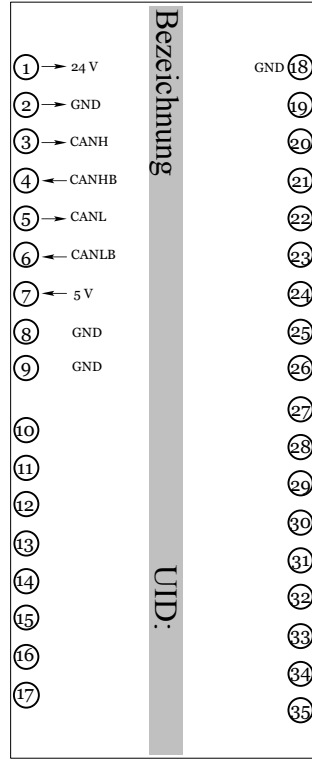 1 24 V
2 GND
3 CANH
4 CANHB
5 CANL
6 CANLB
7 5 V
8 GND
9 GND
10
11
12
13
14
15
16
17
Bezeichnung
UID:
GND 18
19
20
21
22
23
24
25
26
27
28
29
30
31
32
33
34
35